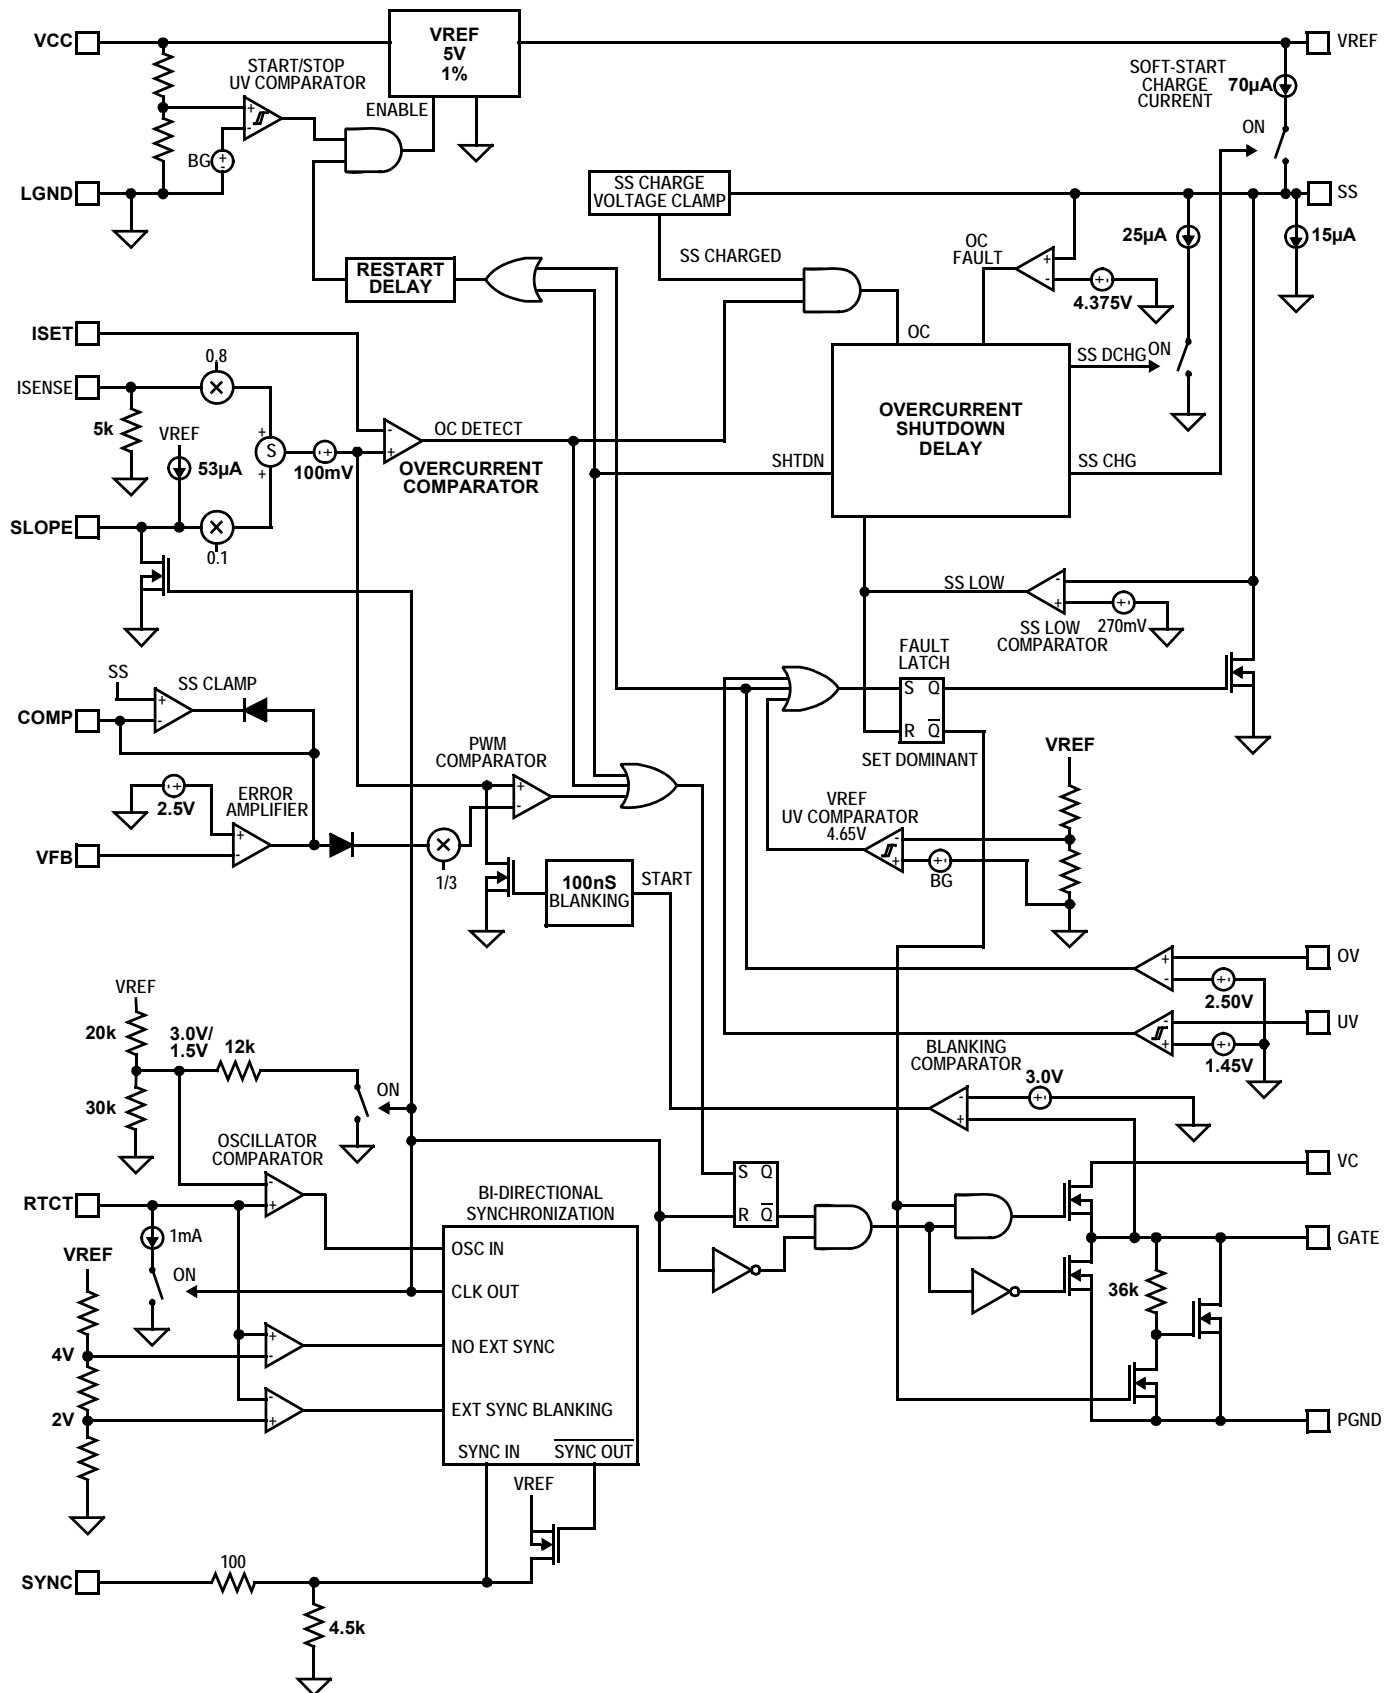 VCC
VREF
5V
1%
VREF
START/STOP
UV COMPARATOR
ENABLE
SOFT-START
CHARGE
CURRENT
70µA
ON
+
-
BG
+
-
LGND
SS CHARGE
VOLTAGE CLAMP
SS
25µA
15µA
OC
FAULT
+
-
+ -
4.375V
SS CHARGED
RESTART
DELAY
ISET
OC
SS DCHG
ON
0.8
ISENSE
5k
VREF
53µA
+
S
+
- +
100mV
-
+
OC DETECT
OVERCURRENT
COMPARATOR
OVERCURRENT
SHUTDOWN
DELAY
SHTDN
SS CHG
SLOPE
0.1
SS LOW
-
+
+ -
270mV
SS LOW
COMPARATOR
FAULT
LATCH
S Q
R Q
SET DOMINANT
SS
SS CLAMP
+
-
COMP
PWM
COMPARATOR
+
-
VREF
- +
2.5V
ERROR
AMPLIFIER
+
-
VFB
1/3
VREF
UV COMPARATOR
4.65V
-
+
+ -
BG
100nS
BLANKING
START
OV
+
-
+ -
2.50V
UV
-
+
+ -
1.45V
VREF
20k
3.0V/
1.5V
12k
30k
ON
BLANKING
COMPARATOR
3.0V
-
+
+ -
OSCILLATOR
COMPARATOR
-
+
RTCT
1mA
VREF
ON
BI-DIRECTIONAL
SYNCHRONIZATION
OSC IN
CLK OUT
NO EXT SYNC
EXT SYNC BLANKING
SYNC IN
SYNC OUT
S Q
R Q
VC
GATE
36k
4V
+
-
2V
-
+
PGND
VREF
SYNC
100
4.5k